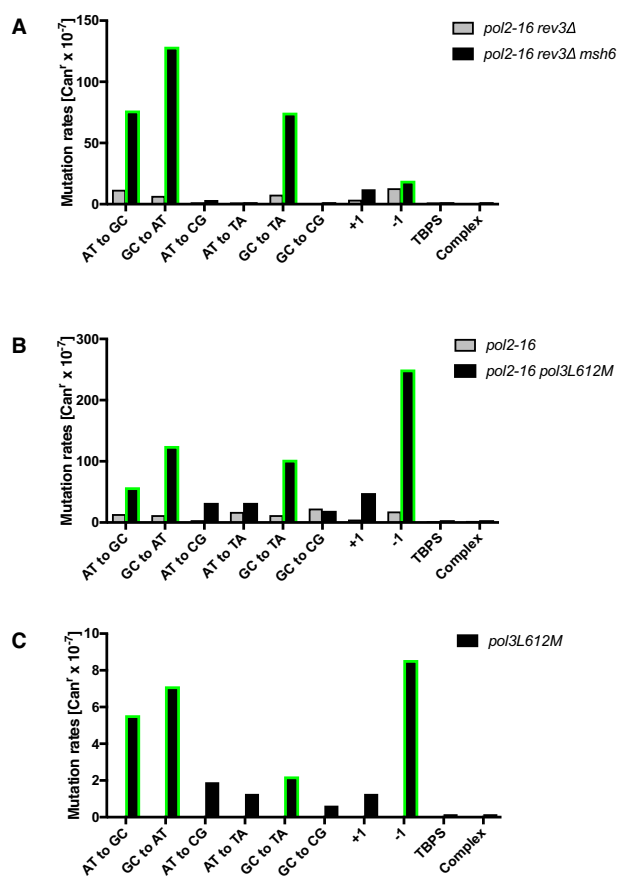 A
Mutation rates [Can^r x 10^-7]
150
100
50
0
pol2-16 rev3Δ
pol2-16 rev3Δ msh6
AT to GC
GC to AT
AT to CG
AT to TA
GC to TA
GC to CG
+1
-1
TBPS
Complex
B
Mutation rates [Can^r x 10^-7]
300
200
100
0
pol2-16
pol2-16 pol3L612M
AT to GC
GC to AT
AT to CG
AT to TA
GC to TA
GC to CG
+1
-1
TBPS
Complex
C
Mutation rates [Can^r x 10^-7]
10
8
6
4
2
0
pol3L612M
AT to GC
GC to AT
AT to CG
AT to TA
GC to TA
GC to CG
+1
-1
TBPS
Complex